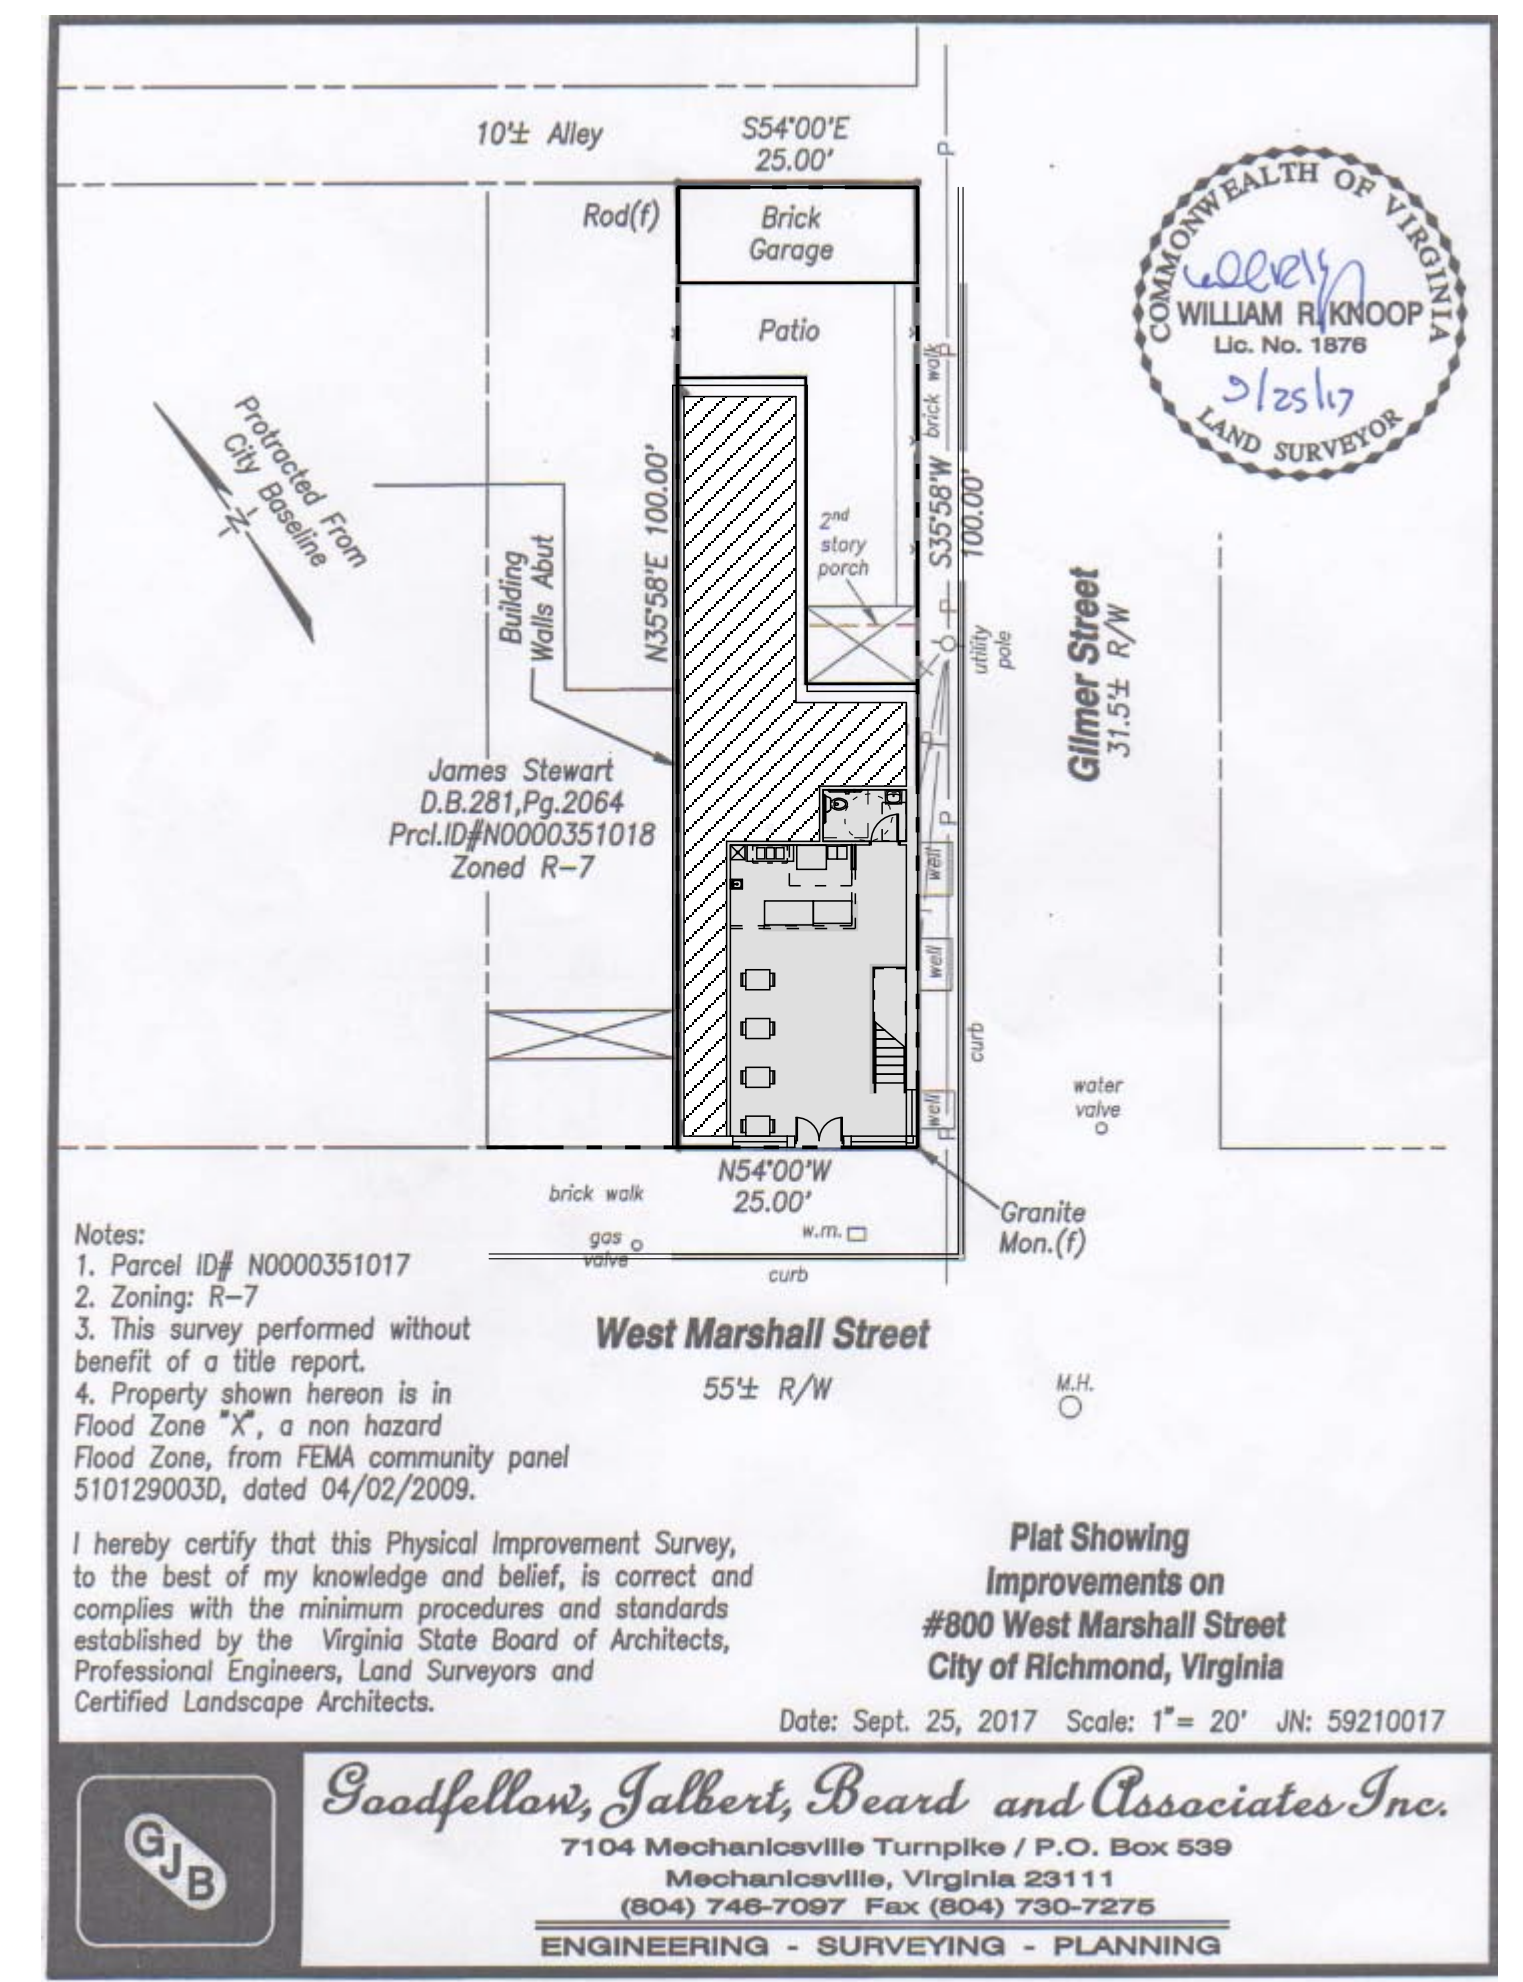 10'± Alley
S54°00'E
25.00'
Rod(f)
Brick
Garage
Patio
COMMONWEALTH OF VIRGINIA
WILLIAM R. KNOOP
Lic. No. 1876
9/25/17
LAND SURVEYOR
Protracted From
City Baseline
N
brick walk
N35°58'E 100.00'
S35°58'W
100.00'
2nd
story
porch
Building
Walls Abut
utility
pole
Gilmer Street
31.5'± R/W
P
P
P
P
P
P
James Stewart
D.B.281,Pg.2064
Prcl.ID#N0000351018
Zoned R-7
well
well
well
curb
water
valve
N54°00'W
25.00'
brick walk
gas
valve
w.m.
curb
Granite
Mon.(f)
West Marshall Street
55'± R/W
M.H.
Notes:
1. Parcel ID# N0000351017
2. Zoning: R-7
3. This survey performed without
benefit of a title report.
4. Property shown hereon is in
Flood Zone "X", a non hazard
Flood Zone, from FEMA community panel
510129003D, dated 04/02/2009.
I hereby certify that this Physical Improvement Survey,
to the best of my knowledge and belief, is correct and
complies with the minimum procedures and standards
established by the Virginia State Board of Architects,
Professional Engineers, Land Surveyors and
Certified Landscape Architects.
Plat Showing
Improvements on
#800 West Marshall Street
City of Richmond, Virginia
Date: Sept. 25, 2017 Scale: 1"= 20' JN: 59210017
GJB
Goodfellow, Jalbert, Beard and Associates Inc.
7104 Mechanicsville Turnpike / P.O. Box 539
Mechanicsville, Virginia 23111
(804) 746-7097 Fax (804) 730-7275
ENGINEERING - SURVEYING - PLANNING